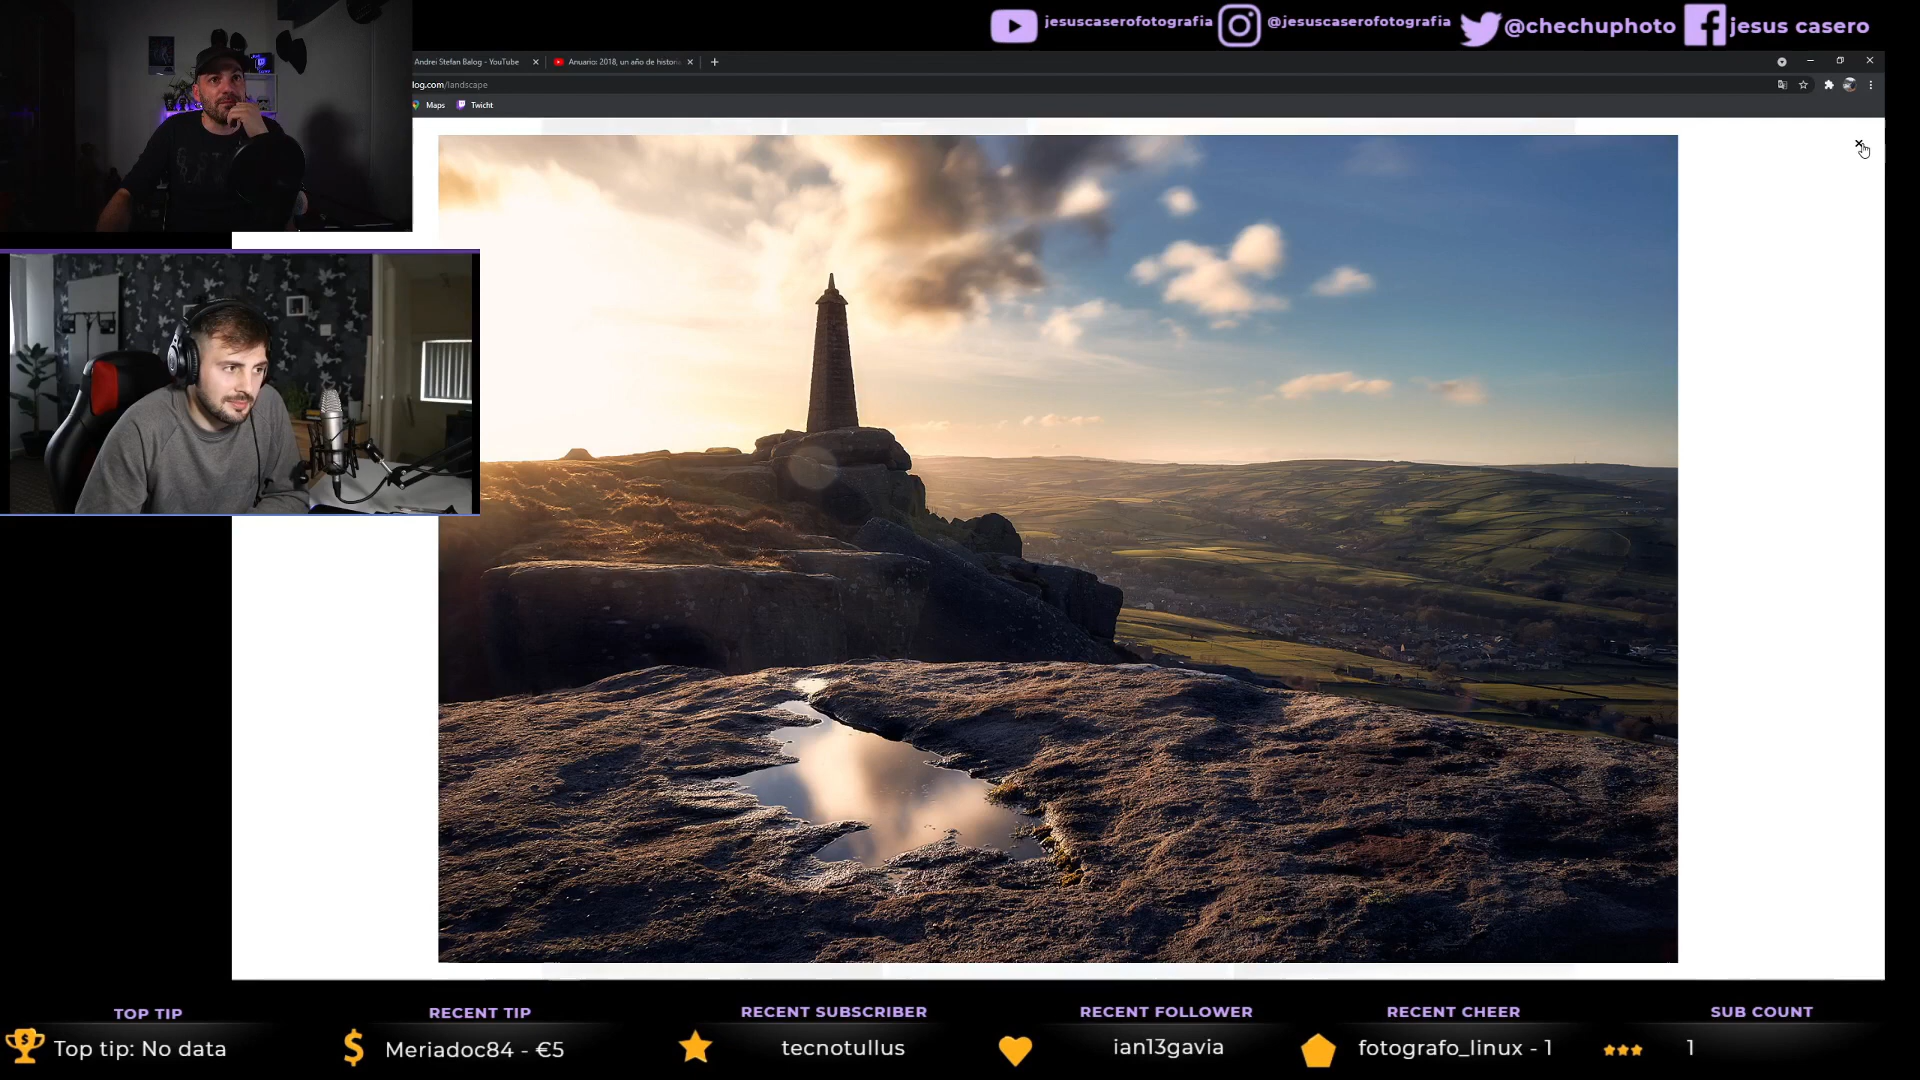 jesuscaserofotografia
@jesuscaserofotografia
@chechuphoto
jesus casero
Andrei Stefan Balog - YouTube
Anuario: 2018, un año de histori
log.com/landscape
Maps
Twicht
TOP TIP
RECENT TIP
RECENT SUBSCRIBER
RECENT FOLLOWER
RECENT CHEER
SUB COUNT
Top tip: No data
Meriadoc84 - €5
tecnotullus
ian13gavia
fotografo_linux - 1
1